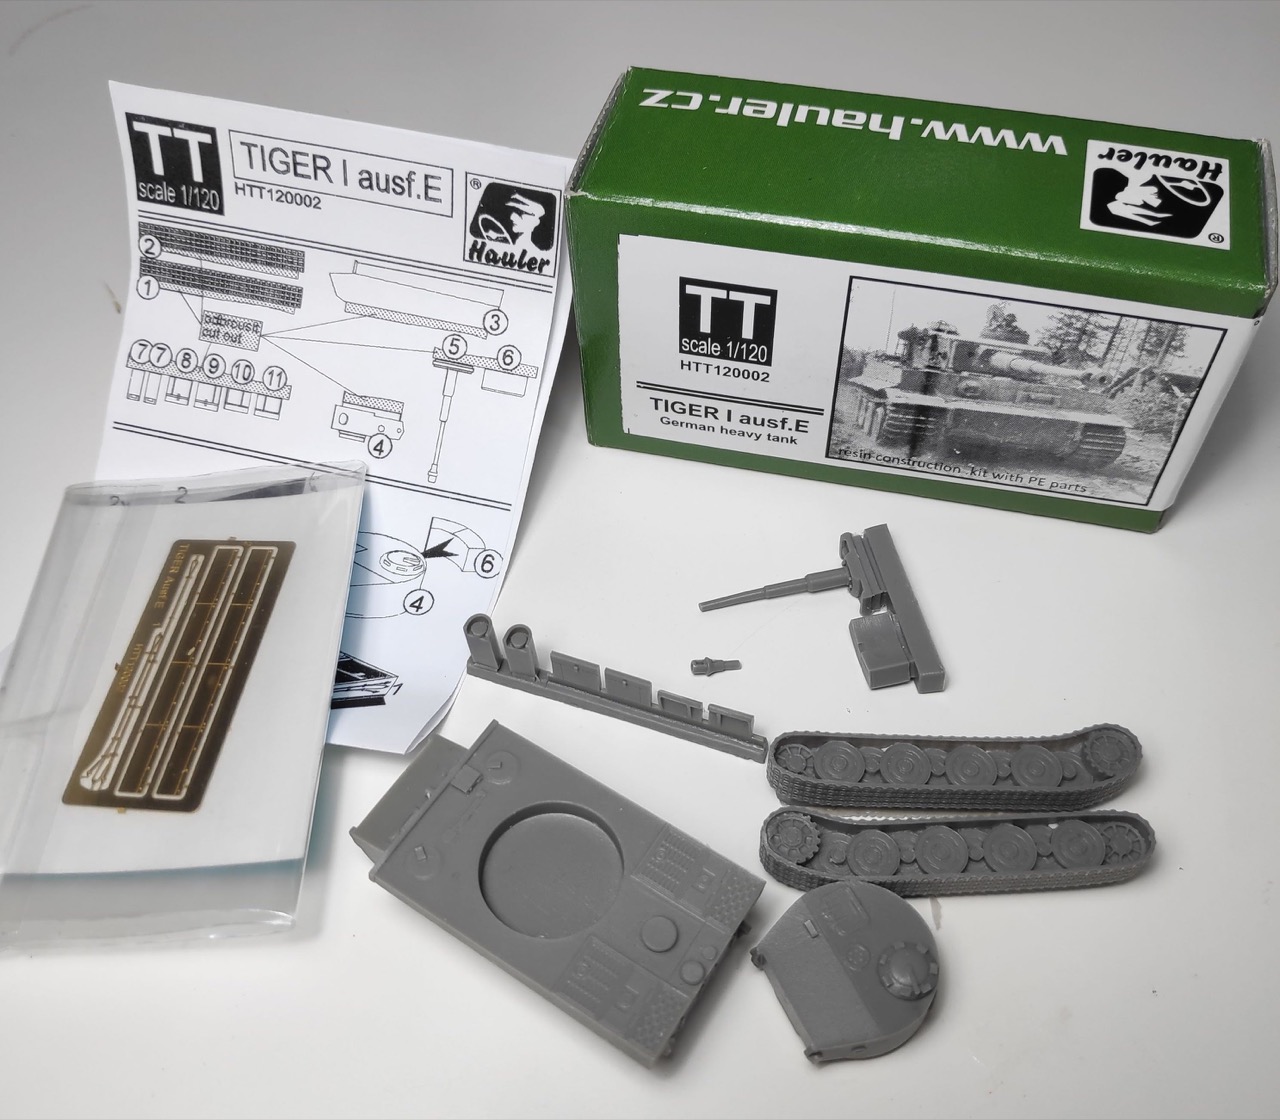 TT
scale 1/120
TIGER I ausf.E
HTT120002
®
Hauler
2
1
3
5
6
7 7 8 9 10 11
cut out
4
6
4
2
TIGER Ausf.E
www.hauler.cz
Hauler
®
TT
scale 1/120
HTT120002
TIGER I ausf.E
German heavy tank
resin construction kit with PE parts